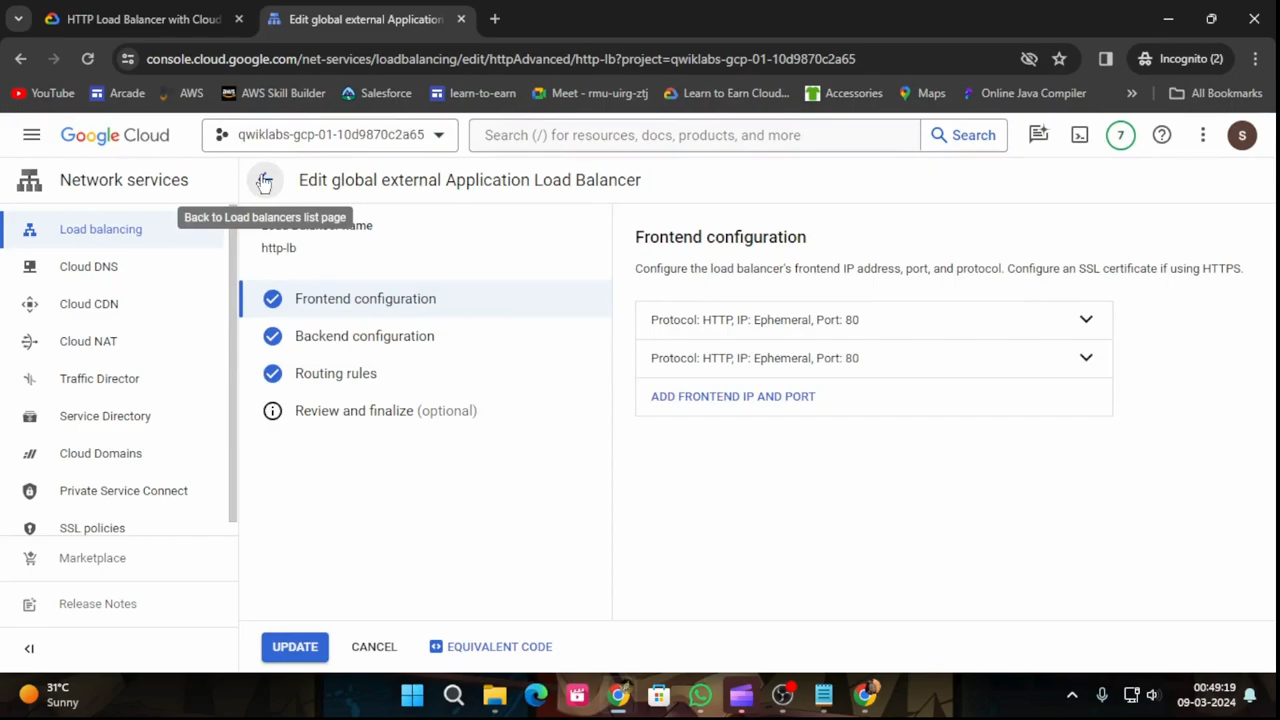 HTTP Load Balancer with Cloud
Edit global external Application
console.cloud.google.com/net-services/loadbalancing/edit/httpAdvanced/http-lb?project=qwiklabs-gcp-01-10d9870c2a65
Incognito (2)
YouTube
Arcade
AWS
AWS Skill Builder
Salesforce
learn-to-earn
Meet - rmu-uirg-ztj
Learn to Earn Cloud...
Accessories
Maps
Online Java Compiler
»
All Bookmarks
Google Cloud
qwiklabs-gcp-01-10d9870c2a65
Search (/) for resources, docs, products, and more
Search
7
S
Network services
Edit global external Application Load Balancer
Back to Load balancers list page
Load balancing
Cloud DNS
Cloud CDN
Cloud NAT
Traffic Director
Service Directory
Cloud Domains
Private Service Connect
SSL policies
Marketplace
Release Notes
name
http-lb
Frontend configuration
Backend configuration
Routing rules
Review and finalize (optional)
Frontend configuration
Configure the load balancer's frontend IP address, port, and protocol. Configure an SSL certificate if using HTTPS.
Protocol: HTTP, IP: Ephemeral, Port: 80
Protocol: HTTP, IP: Ephemeral, Port: 80
ADD FRONTEND IP AND PORT
UPDATE
CANCEL
EQUIVALENT CODE
31°C
Sunny
00:49:19
09-03-2024